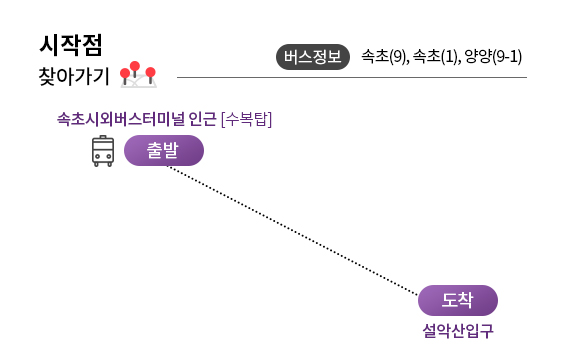 시작점
찾아가기
버스정보 속초(9), 속초(1), 양양(9-1)
속초시외버스터미널 인근 [수복탑]
출발
도착
설악산입구